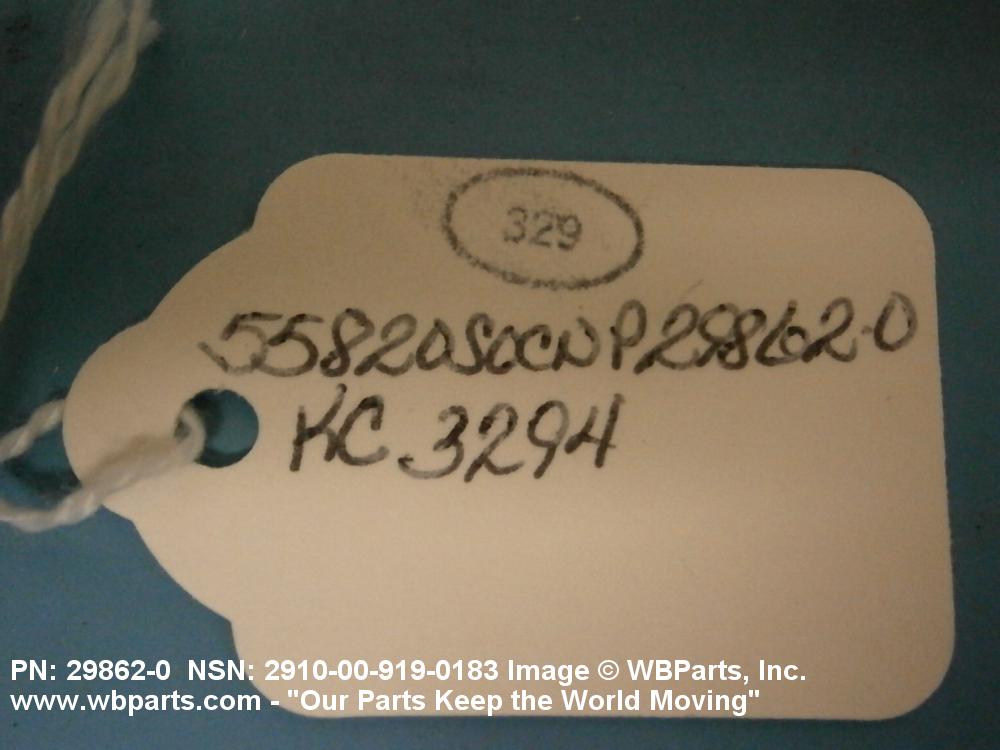 329
55820SOCNP29862-0
KC 3294
PN: 29862-0 NSN: 2910-00-919-0183 Image © WBParts, Inc.
www.wbparts.com - "Our Parts Keep the World Moving"